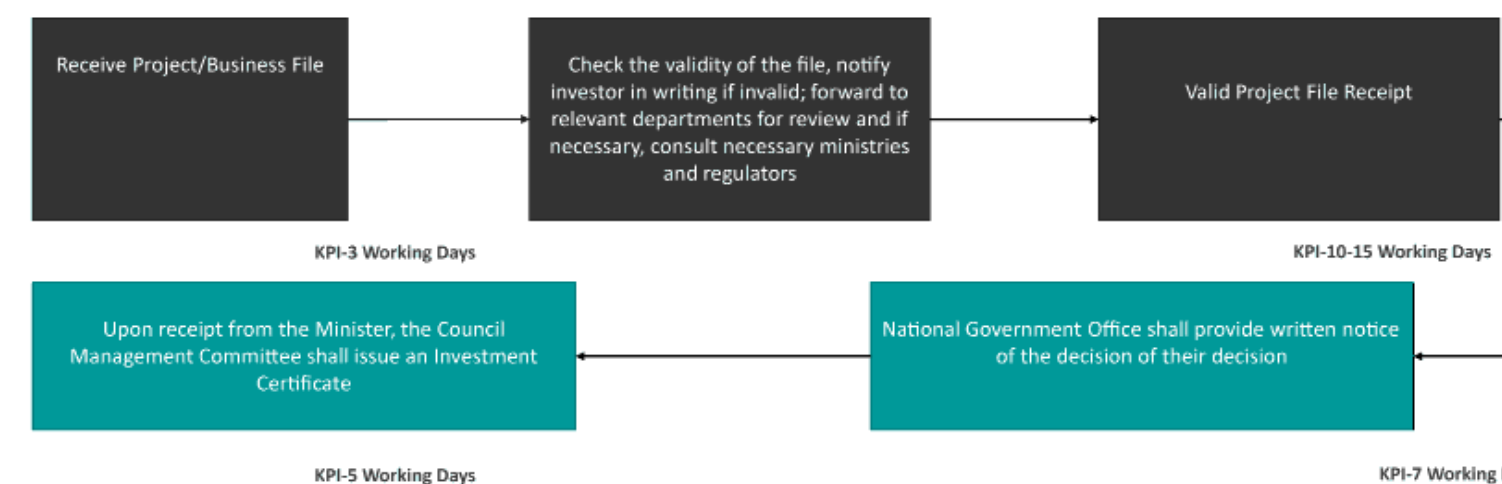 Receive Project/Business File
Check the validity of the file, notify
investor in writing if invalid; forward to
relevant departments for review and if
necessary, consult necessary ministries
and regulators
Valid Project File Receipt
KPI-3 Working Days
KPI-10-15 Working Days
Upon receipt from the Minister, the Council
Management Committee shall issue an Investment
Certificate
National Government Office shall provide written notice
of the decision of their decision
KPI-5 Working Days
KPI-7 Working